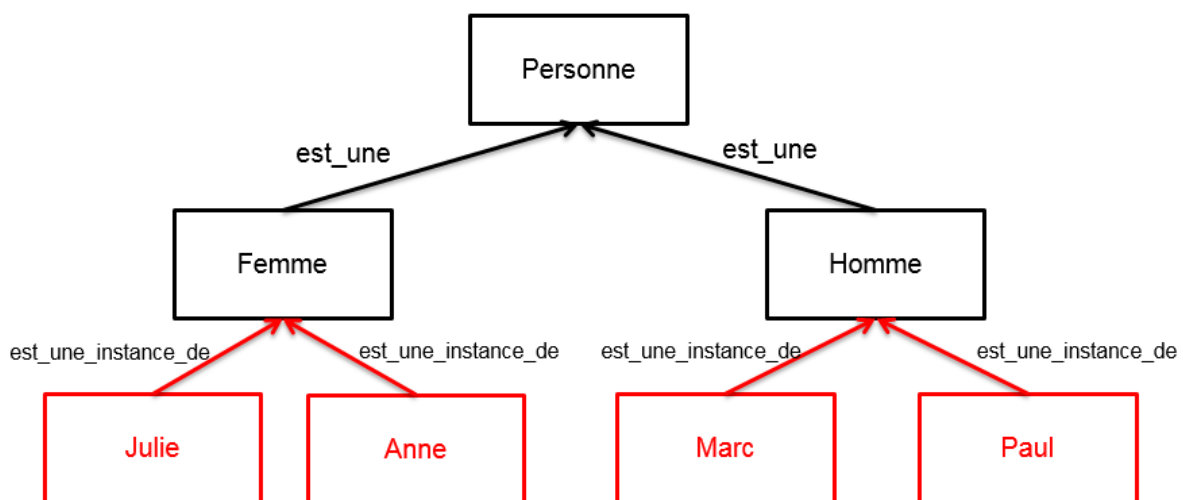 Personne
est_une
est_une
Femme
Homme
est_une_instance_de
est_une_instance_de
est_une_instance_de
est_une_instance_de
Julie
Anne
Marc
Paul